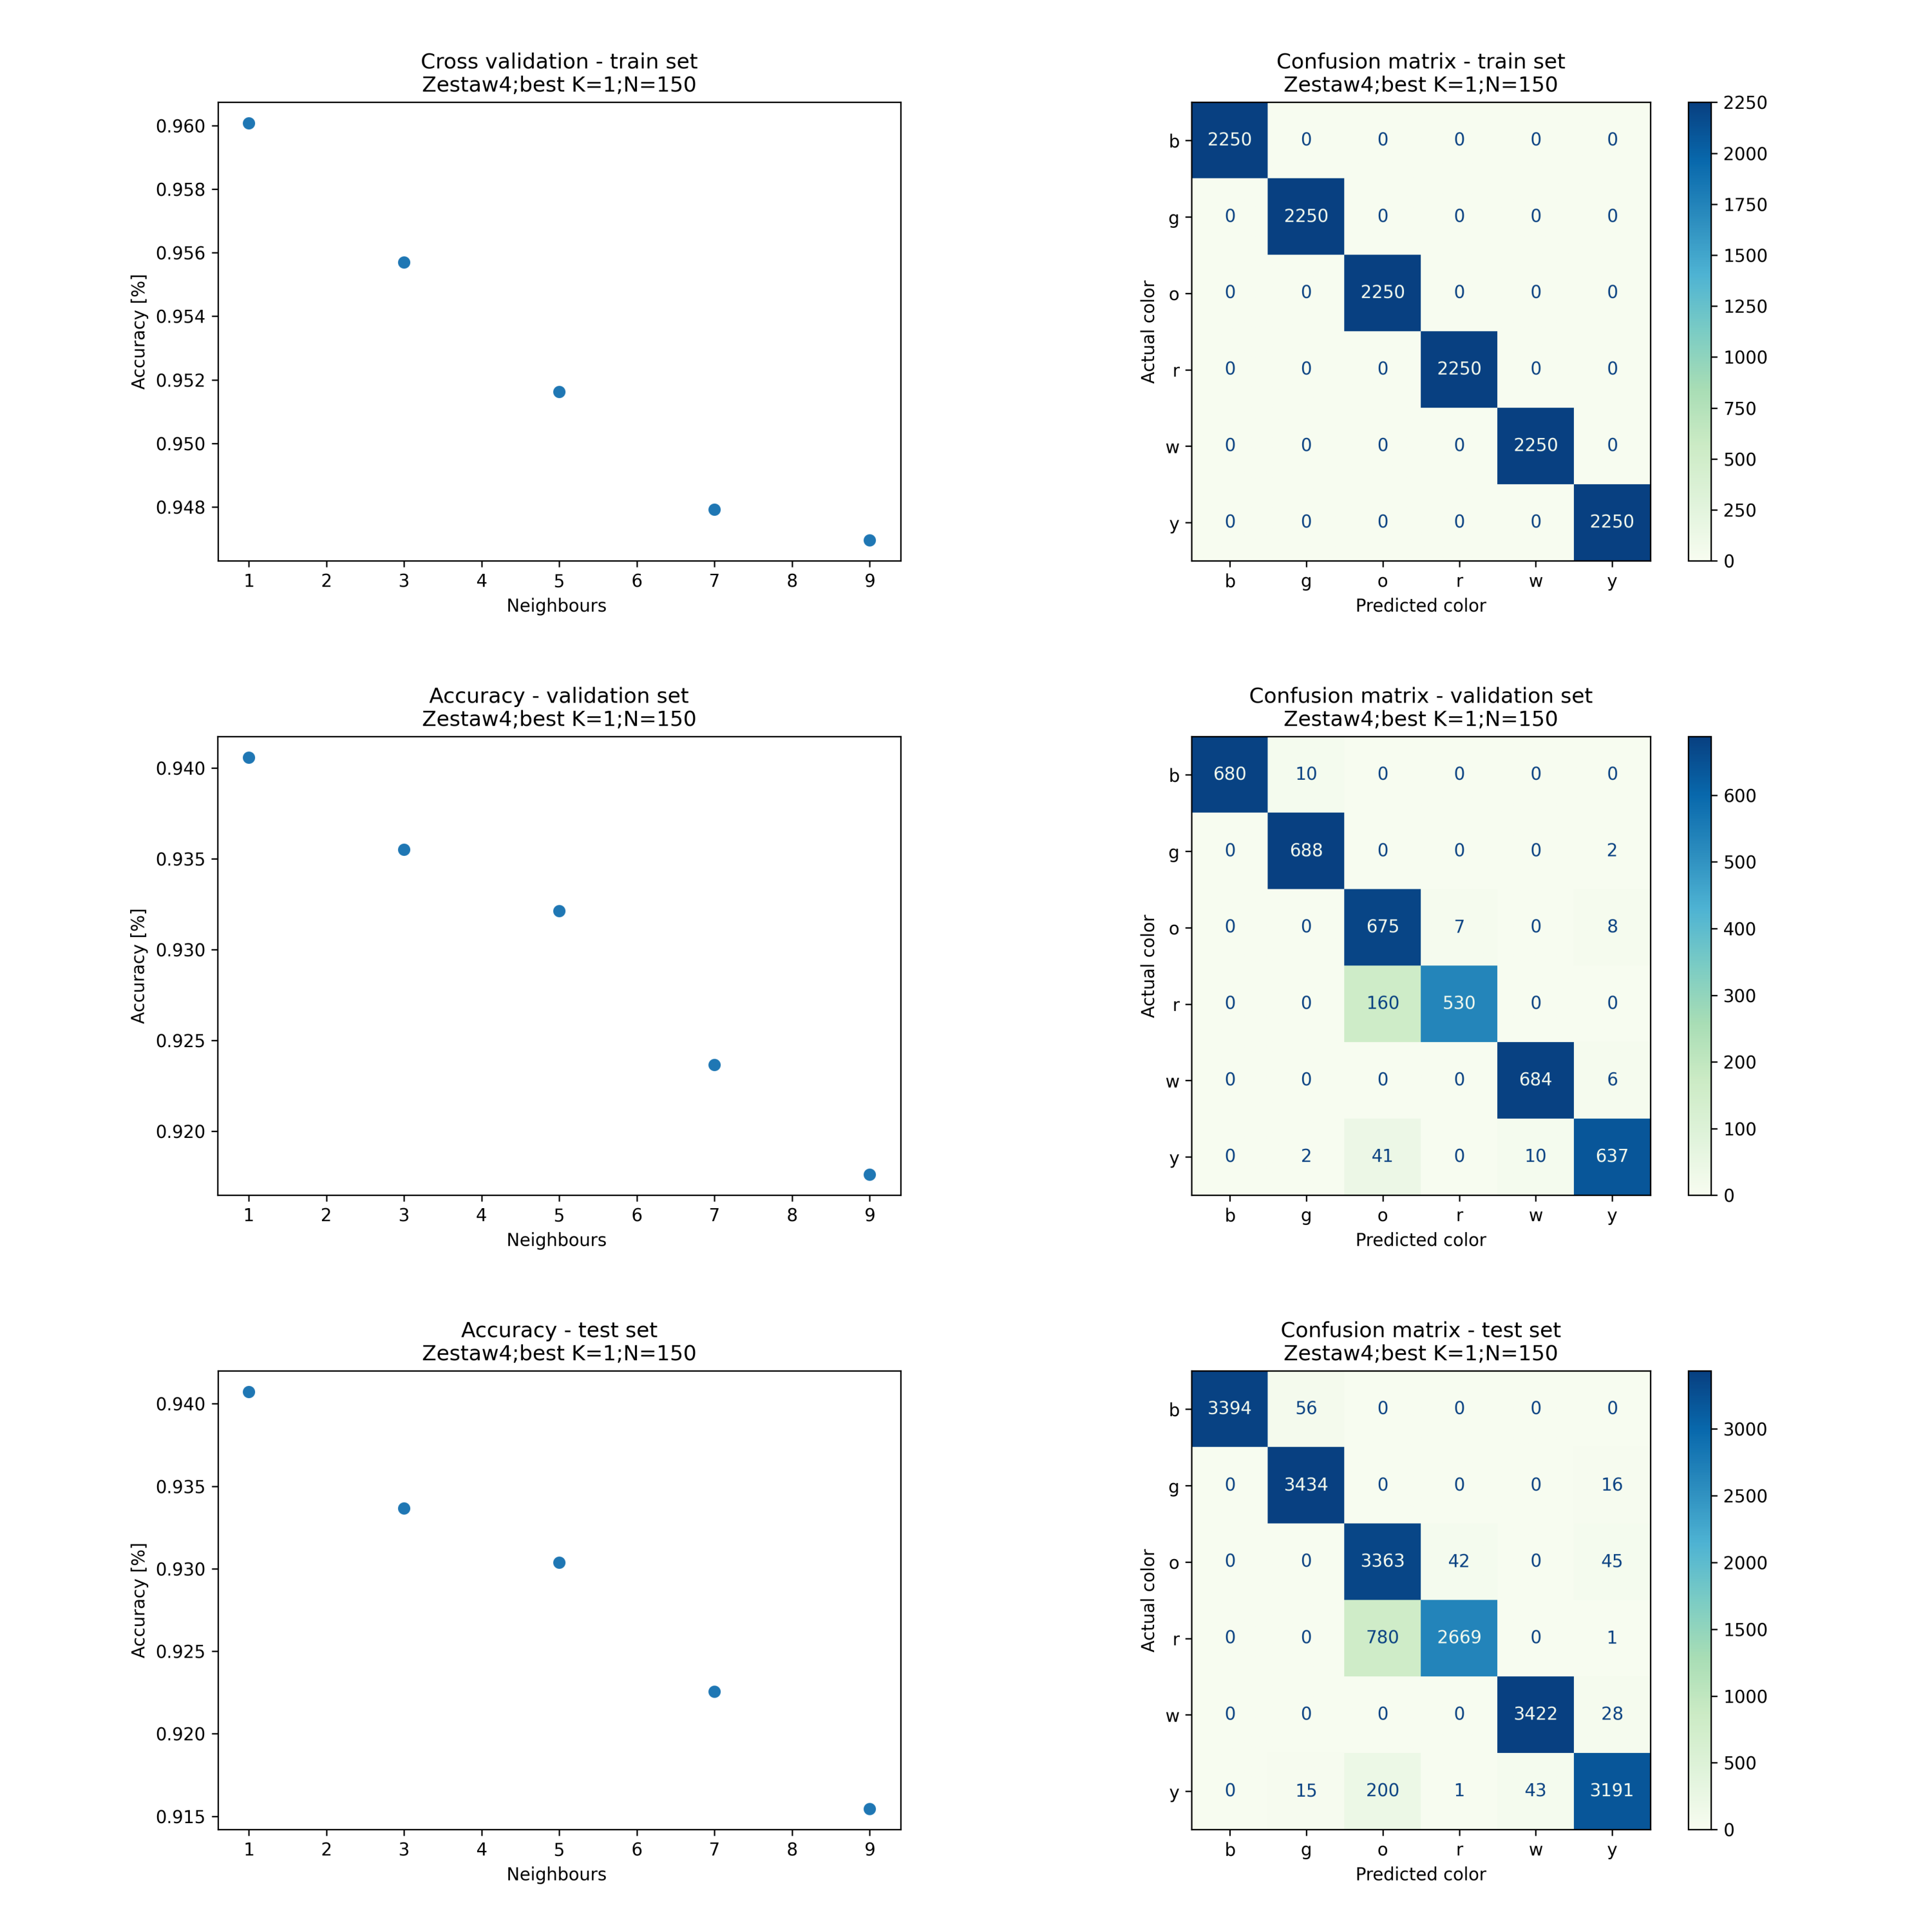 Cross validation - train set
Zestaw4;best K=1;N=150
0.960
0.958
0.956
0.954
0.952
0.950
0.948
Accuracy [%]
1 2 3 4 5 6 7 8 9
Neighbours
Confusion matrix - train set
Zestaw4;best K=1;N=150
b 2250 0 0 0 0 0
g 0 2250 0 0 0 0
o 0 0 2250 0 0 0
r 0 0 0 2250 0 0
w 0 0 0 0 2250 0
y 0 0 0 0 0 2250
Actual color
b g o r w y
Predicted color
2250
2000
1750
1500
1250
1000
750
500
250
0
Accuracy - validation set
Zestaw4;best K=1;N=150
0.940
0.935
0.930
0.925
0.920
Accuracy [%]
1 2 3 4 5 6 7 8 9
Neighbours
Confusion matrix - validation set
Zestaw4;best K=1;N=150
b 680 10 0 0 0 0
g 0 688 0 0 0 2
o 0 0 675 7 0 8
r 0 0 160 530 0 0
w 0 0 0 0 684 6
y 0 2 41 0 10 637
Actual color
b g o r w y
Predicted color
600
500
400
300
200
100
0
Accuracy - test set
Zestaw4;best K=1;N=150
0.940
0.935
0.930
0.925
0.920
0.915
Accuracy [%]
1 2 3 4 5 6 7 8 9
Neighbours
Confusion matrix - test set
Zestaw4;best K=1;N=150
b 3394 56 0 0 0 0
g 0 3434 0 0 0 16
o 0 0 3363 42 0 45
r 0 0 780 2669 0 1
w 0 0 0 0 3422 28
y 0 15 200 1 43 3191
Actual color
b g o r w y
Predicted color
3000
2500
2000
1500
1000
500
0